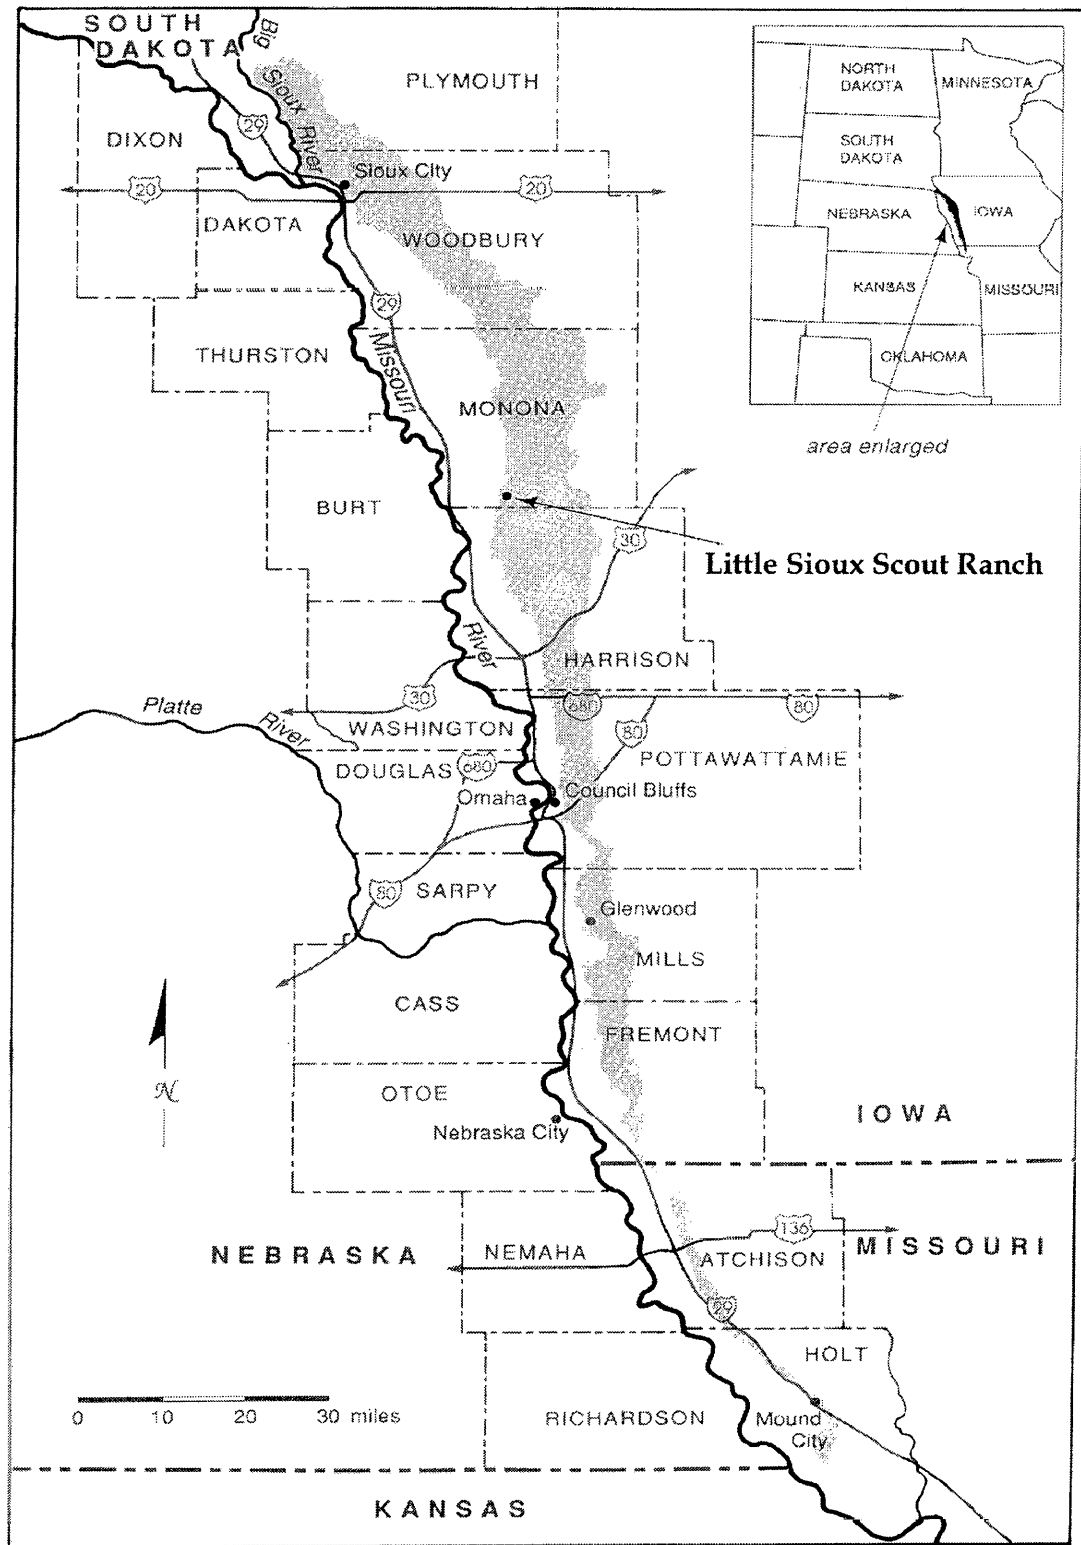 SOUTH
DAKOTA
Big
Sioux River
PLYMOUTH
29
DIXON
Sioux City
20
20
DAKOTA
WOODBURY
29
THURSTON
Missouri
MONONA
BURT
30
Little Sioux Scout Ranch
River
HARRISON
30
680
80
Platte
River
WASHINGTON
80
DOUGLAS
680
POTTAWATTAMIE
Omaha
Council Bluffs
80
SARPY
Glenwood
MILLS
CASS
FREMONT
N
OTOE
IOWA
Nebraska City
136
NEBRASKA
NEMAHA
ATCHISON
MISSOURI
29
HOLT
0 10 20 30 miles
RICHARDSON
Mound
City
KANSAS
NORTH
DAKOTA
MINNESOTA
SOUTH
DAKOTA
NEBRASKA
IOWA
KANSAS
MISSOURI
OKLAHOMA
area enlarged